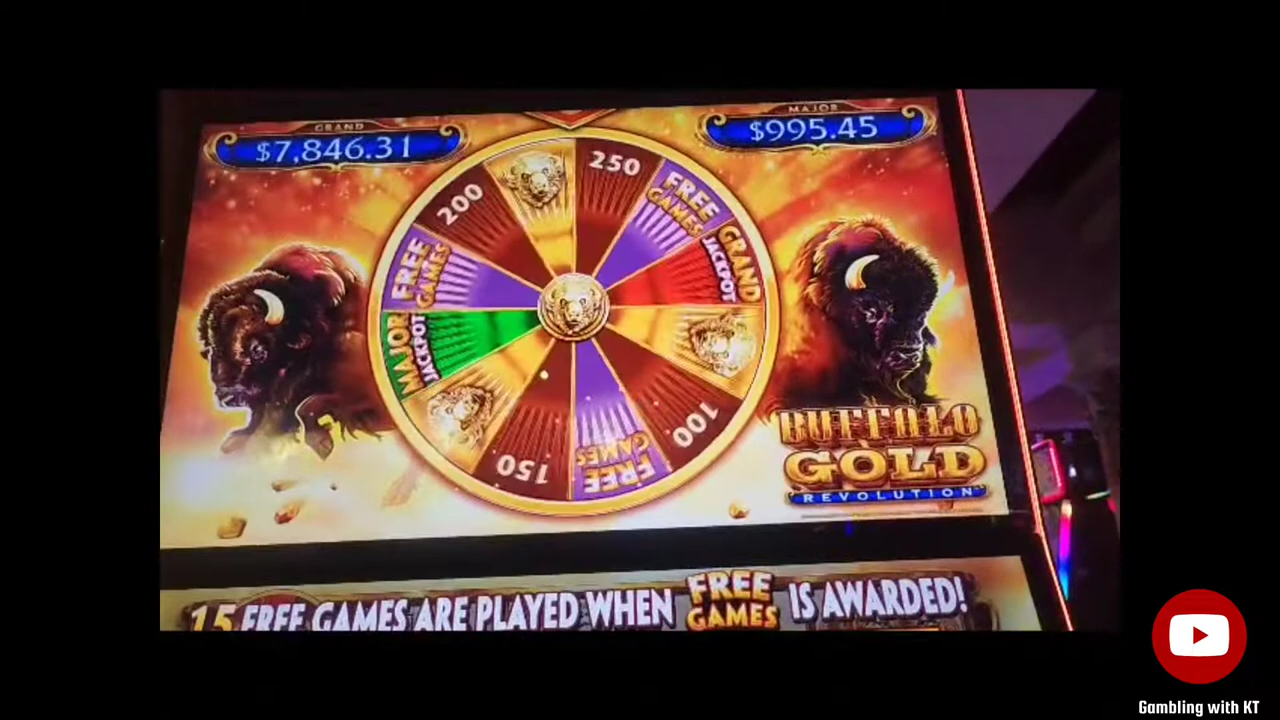 GRAND
$7,846.31
MAJOR
$995.45
250
FREE
GAMES
GRAND
JACKPOT
100
FREE
GAMES
150
MAJOR
JACKPOT
FREE
GAMES
200
BUFFALO
GOLD
REVOLUTION
15 FREE GAMES ARE PLAYED WHEN FREE GAMES IS AWARDED!
Gambling with KT